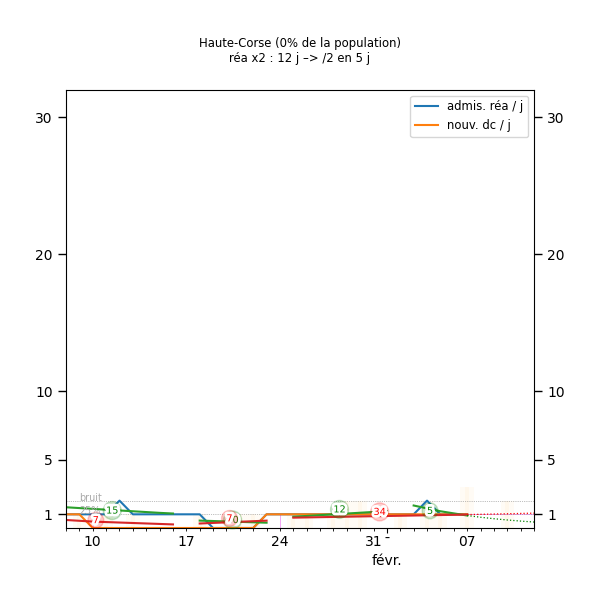 Haute-Corse (0% de la population)
réa x2 : 12 j –> /2 en 5 j
admis. réa / j
nouv. dc / j
30 30
20 20
10 10
5 5
bruit
1 1
7 15 12 34 5
10 17 24 31 - 07
févr.